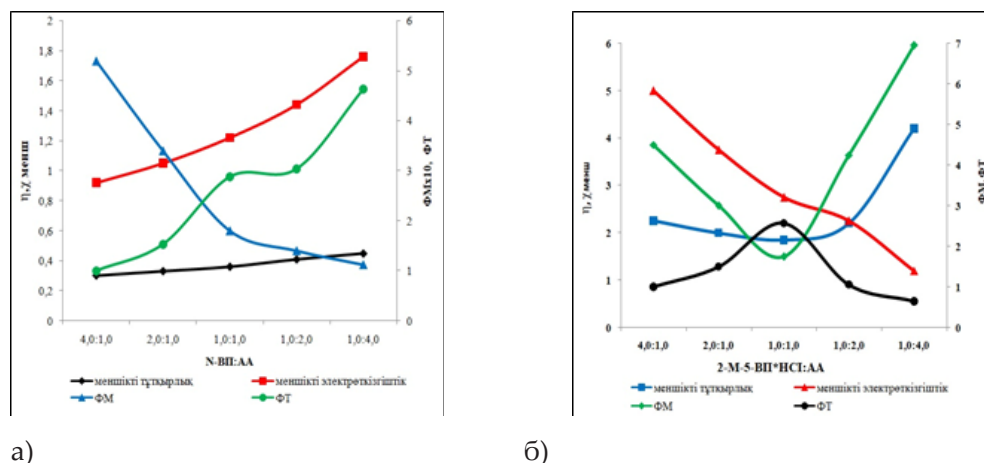 2
1,8
1,6
1,4
1,2
1
0,8
0,6
0,4
0,2
0
η,χ менш
6
5
4
3
2
1
0
ФМх10, ФТ
4,0:1,0 2,0:1,0 1,0:1,0 1,0:2,0 1,0:4,0
N-ВП:АА
меншікті тұтқырлық меншікті электрөткізгіштік
ФМ ФТ
а)
6
5
4
3
2
1
0
η, χ менш
7
6
5
4
3
2
1
0
ФМ,ФТ
4,0:1,0 2,0:1,0 1,0:1,0 1,0:2,0 1,0:4,0
2-М-5-ВП*HCI:АА
меншікті тұтқырлық меншікті электрөткізгіштік
ФМ ФТ
б)